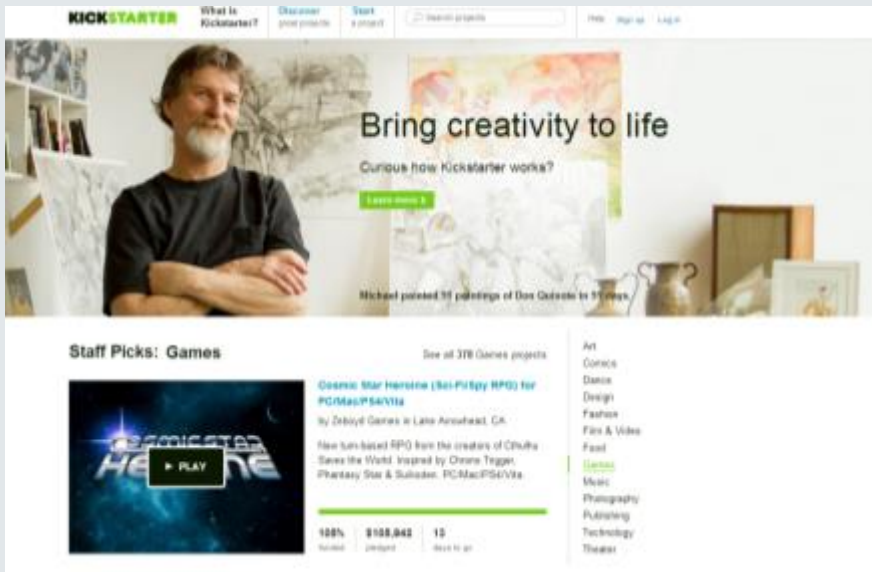 KICKSTARTER
What is
Kickstarter?
Discover
great projects
Start
a project
Search projects
Help
Sign up
Log in
Bring creativity to life
Curious how Kickstarter works?
Learn more
Michael painted 11 paintings of Don Quixote in 11 days.
Staff Picks: Games
See all 378 Games projects
COSMIC STAR
HEROINE
PLAY
Cosmic Star Heroine (Sci-Fi/Spy RPG) for
PC/Mac/PS4/Vita
by Zeboyd Games in Lake Arrowhead, CA
New turn-based RPG from the creators of Cthulhu
Saves the World. Inspired by Chrono Trigger,
Phantasy Star & Suikoden. PC/Mac/PS4/Vita.
funded
pledged
13
days to go
Art
Comics
Dance
Design
Fashion
Film & Video
Food
Games
Music
Photography
Publishing
Technology
Theater